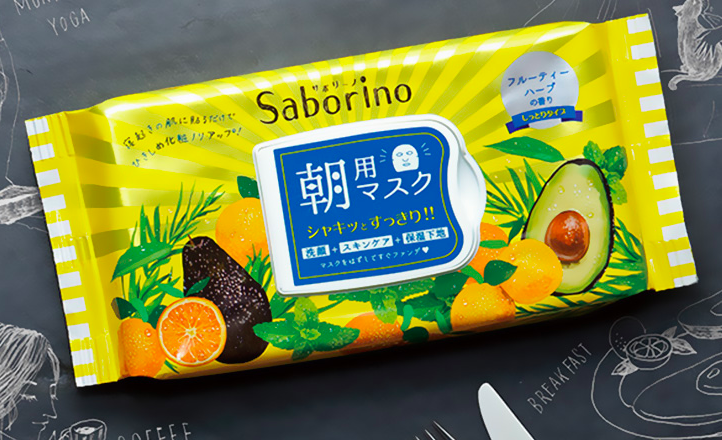 YOGA
サボリーノ
Saborino
寝起きの肌に貼るだけで
ひきしめ化粧ノリアップ!
フルーティー
ハーブ
の香り
しっとりタイプ
朝用マスク
シャキッとすっきり!!
洗顔+スキンケア+保湿下地
マスクをはずしてすぐファンデ♥
BREAKFAST
COFFEE